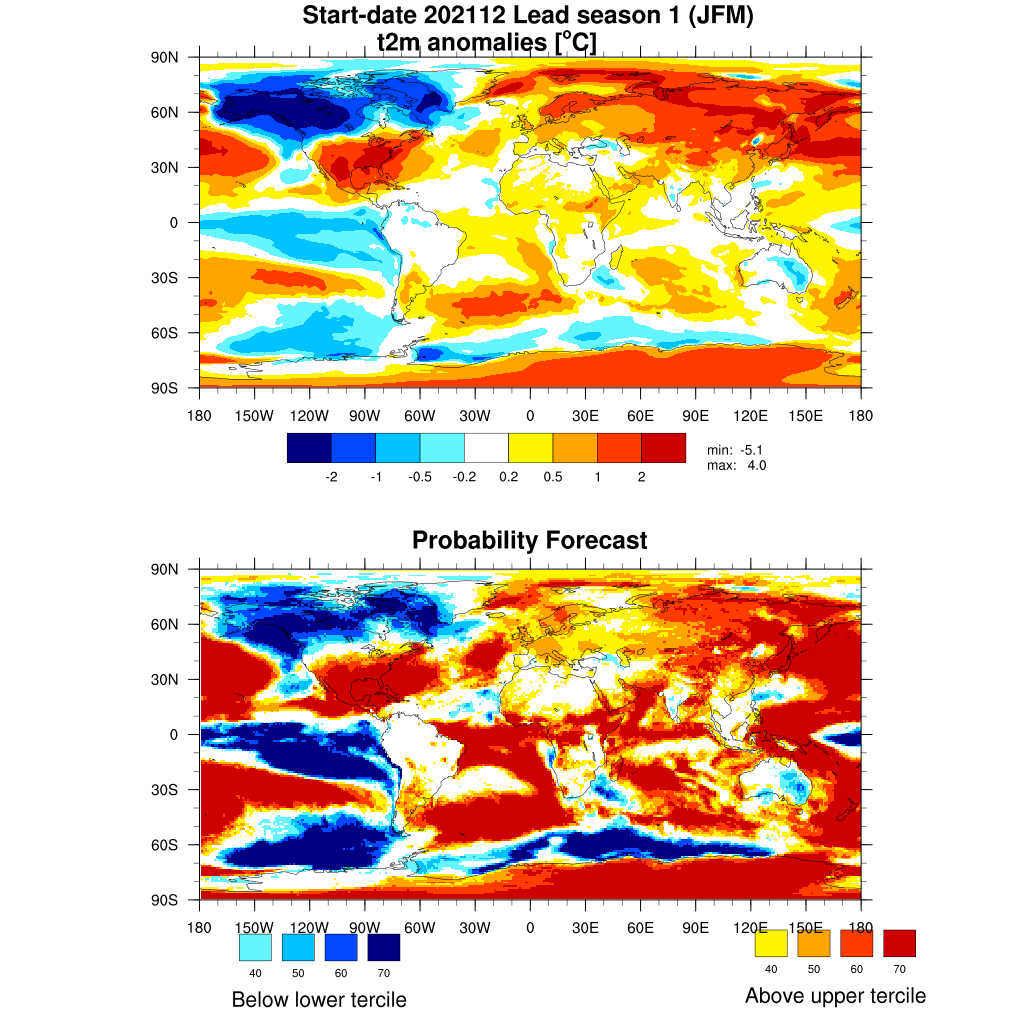 Start-date 202112 Lead season 1 (JFM)
t2m anomalies [°C]
90N
60N
30N
0
30S
60S
90S
180 150W 120W 90W 60W 30W 0 30E 60E 90E 120E 150E 180
-2 -1 -0.5 -0.2 0.2 0.5 1 2
min: -5.1
max: 4.0
Probability Forecast
90N
60N
30N
0
30S
60S
90S
180 150W 120W 90W 60W 30W 0 30E 60E 90E 120E 150E 180
40 50 60 70
Below lower tercile
40 50 60 70
Above upper tercile